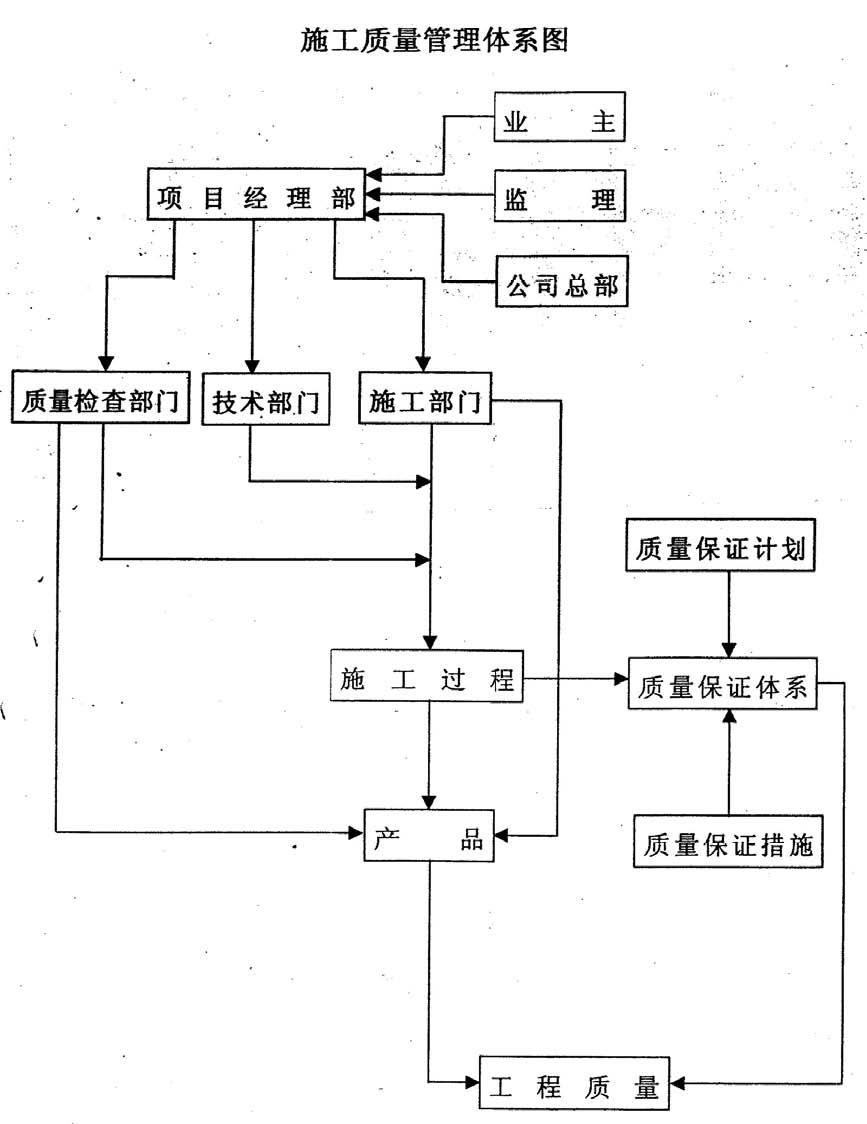 施工质量管理体系图
业主
项目经理部
监理
公司总部
质量检查部门
技术部门
施工部门
质量保证计划
施工过程
质量保证体系
产品
质量保证措施
工程质量